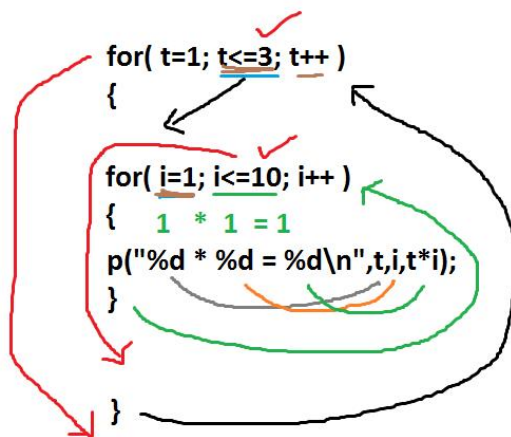 for( t=1; t<=3; t++ )
{
for( i=1; i<=10; i++ )
{
1 * 1 = 1
p("%d * %d = %d\n",t,i,t*i);
}
}